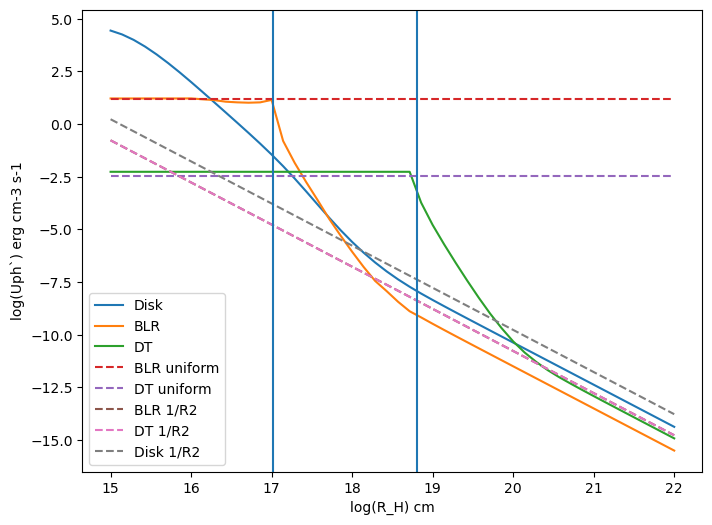 5.0
2.5
0.0
−2.5
−5.0
−7.5
−10.0
−12.5
−15.0
log(Uph`) erg cm-3 s-1
Disk
BLR
DT
BLR uniform
DT uniform
BLR 1/R2
DT 1/R2
Disk 1/R2
15 16 17 18 19 20 21 22
log(R_H) cm